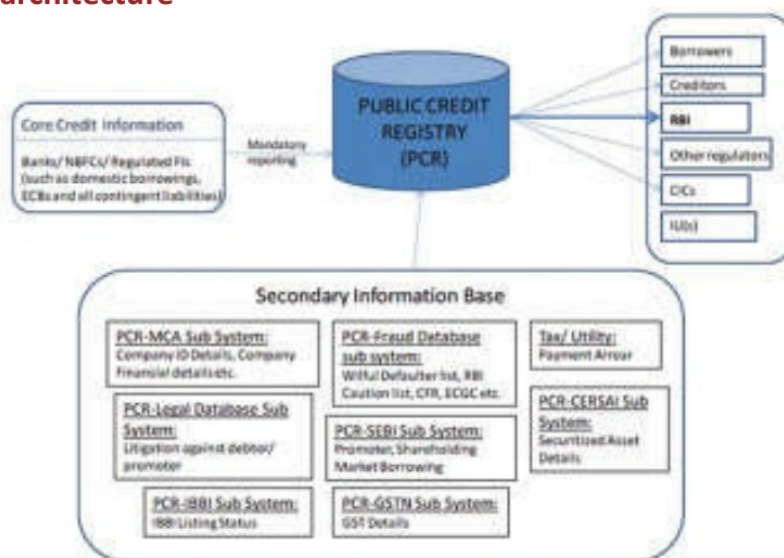 architecture
Core Credit Information
Banks/ NBFCs/ Regulated FIs
(such as domestic borrowings,
ECBs and all contingent liabilities)
Mandatory
reporting
PUBLIC CREDIT
REGISTRY
(PCR)
Borrowers
Creditors
RBI
Other regulators
CICs
IU(s)
Secondary Information Base
PCR-MCA Sub System:
Company ID Details, Company
Financial details etc.
PCR-Fraud Database
sub system:
Wilful Defaulter list, RBI
Caution list, CFR, ECGC etc.
Tax/ Utility:
Payment Arrear
PCR-Legal Database Sub
System:
Litigation against debtor/
promoter
PCR-SEBI Sub System:
Promoter, Shareholding
Market Borrowing
PCR-CERSAI Sub
System:
Securitized Asset
Details
PCR-IBBI Sub System:
IBBI Listing Status
PCR-GSTN Sub System:
GST Details